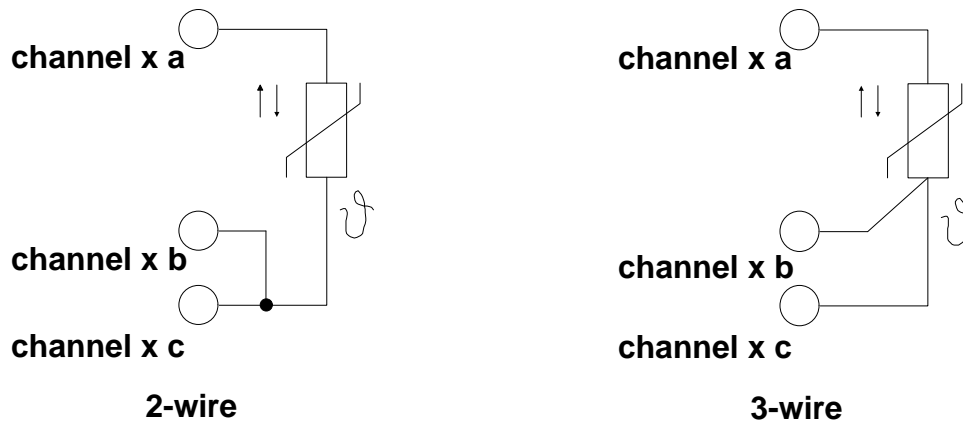 channel x a
ϑ
channel x b
channel x c
2-wire
channel x a
ϑ
channel x b
channel x c
3-wire